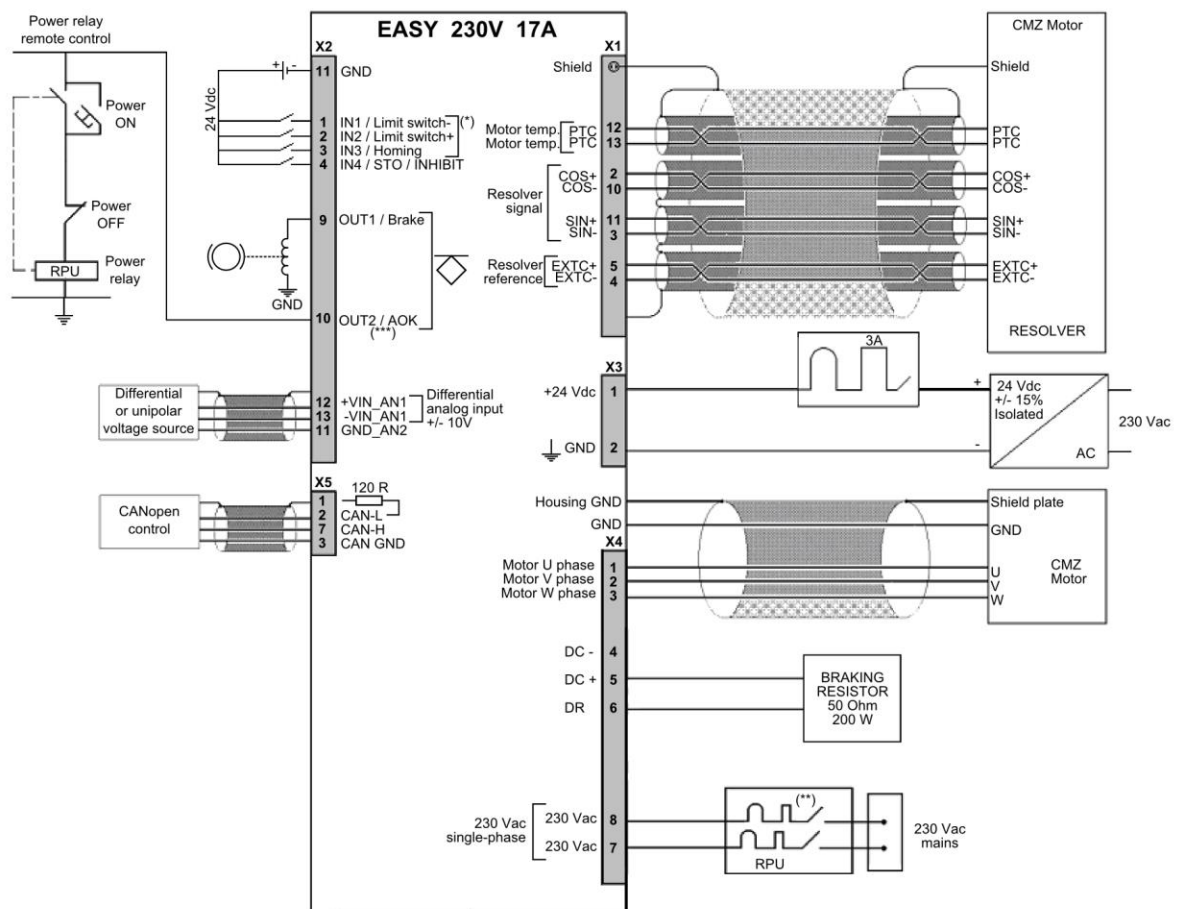 EASY 230V 17A
Power relay
remote control
Power
ON
Power
OFF
RPU
Power
relay
X2
+ -
11 GND
24 Vdc
1 IN1 / Limit switch- (*)
2 IN2 / Limit switch+
3 IN3 / Homing
4 IN4 / STO / INHIBIT
9 OUT1 / Brake
GND
10 OUT2 / AOK
(***)
Differential
or unipolar
voltage source
12 +VIN_AN1
13 -VIN_AN1
11 GND_AN2
Differential
analog input
+/- 10V
X5
CANopen
control
1 120 R
2 CAN-L
7 CAN-H
3 CAN GND
X1
Shield
Motor temp. PTC 12
Motor temp. PTC 13
Resolver
signal
COS+ 2
COS- 10
SIN+ 11
SIN- 3
Resolver
reference
EXTC+ 5
EXTC- 4
CMZ Motor
Shield
PTC
PTC
COS+
COS-
SIN+
SIN-
EXTC+
EXTC-
RESOLVER
X3
+24 Vdc 1
GND 2
3A
+
-
24 Vdc
+/- 15%
Isolated
AC
230 Vac
Housing GND
GND
X4
Motor U phase 1
Motor V phase 2
Motor W phase 3
Shield plate
GND
U
V
W
CMZ
Motor
DC - 4
DC + 5
DR 6
BRAKING
RESISTOR
50 Ohm
200 W
230 Vac
single-phase
230 Vac 8
230 Vac 7
(**)
RPU
230 Vac
mains